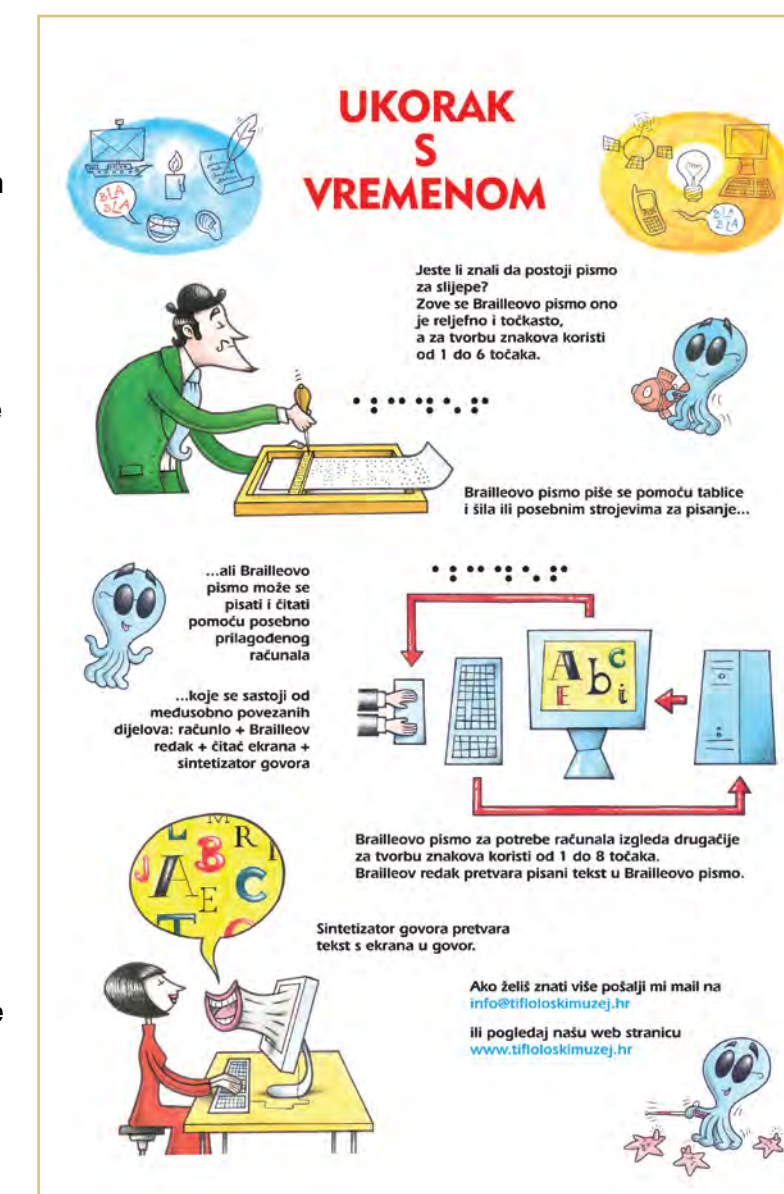 UKORAK
S
VREMENOM
BLA
BLA
BLA
BLA
Jeste li znali da postoji pismo
za slijepe?
Zove se Brailleovo pismo ono
je reljefno i točkasto,
a za tvorbu znakova koristi
od 1 do 6 točaka.
Brailleovo pismo piše se pomoću tablice
i šila ili posebnim strojevima za pisanje...
...ali Brailleovo
pismo može se
pisati i čitati
pomoću posebno
prilagođenog
računala
...koje se sastoji od
međusobno povezanih
dijelova: računlo + Brailleov
redak + čitač ekrana +
sintetizator govora
A b c
E i
Brailleovo pismo za potrebe računala izgleda drugačije
za tvorbu znakova koristi od 1 do 8 točaka.
Brailleov redak pretvara pisani tekst u Brailleovo pismo.
L M R I
J A B C
A E
T C
Sintetizator govora pretvara
tekst s ekrana u govor.
Ako želiš znati više pošalji mi mail na
info@tifloloskimuzej.hr
ili pogledaj našu web stranicu
www.tifloloskimuzej.hr
e
e